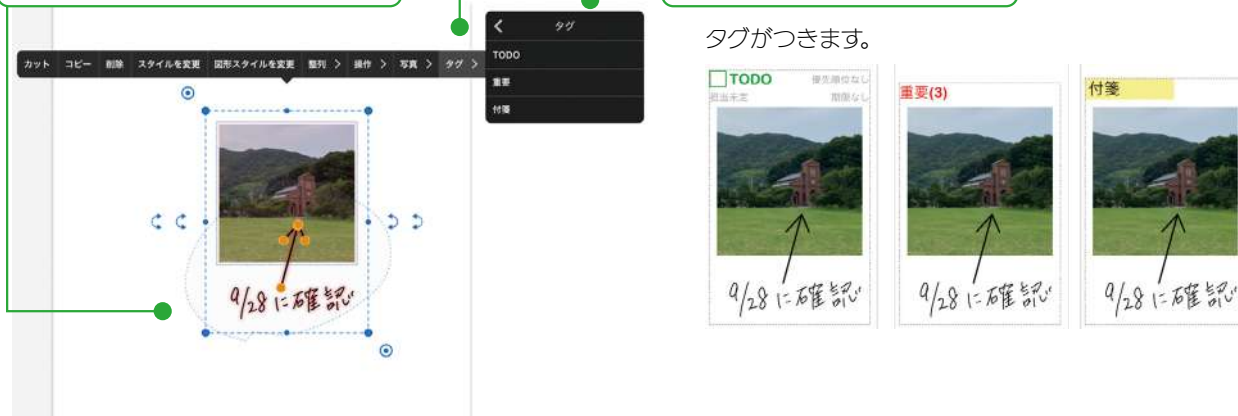 タグ
カット コピー 削除 スタイルを変更 図形スタイルを変更 整列 > 操作 > 写真 > タグ >
TODO
重要
付箋
9/28に確認
タグがつきます。
TODO 優先順位なし
担当未定 期限なし
9/28に確認
重要(3)
9/28に確認
付箋
9/28に確認